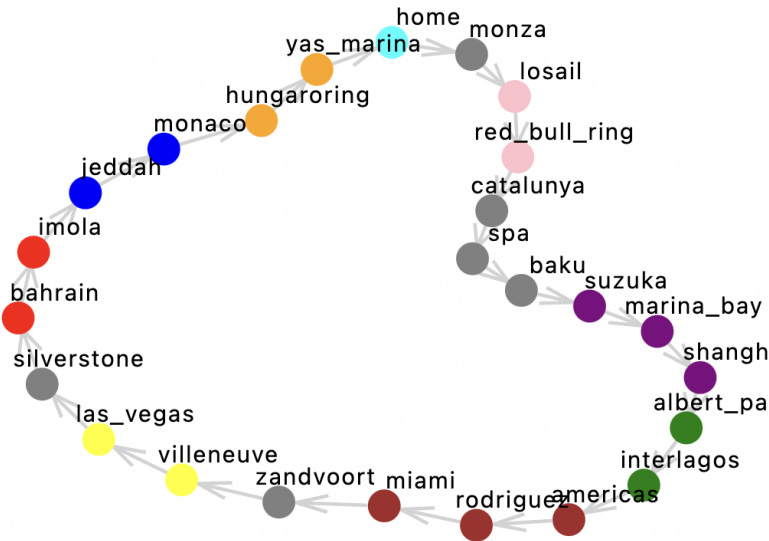 home
monza
yas_marina
losail
hungaroring
monaco
red_bull_ring
jeddah
catalunya
imola
spa
baku
suzuka
bahrain
marina_bay
silverstone
shangh
albert_pa
las_vegas
villeneuve
interlagos
zandvoort
miami
rodriguez
americas